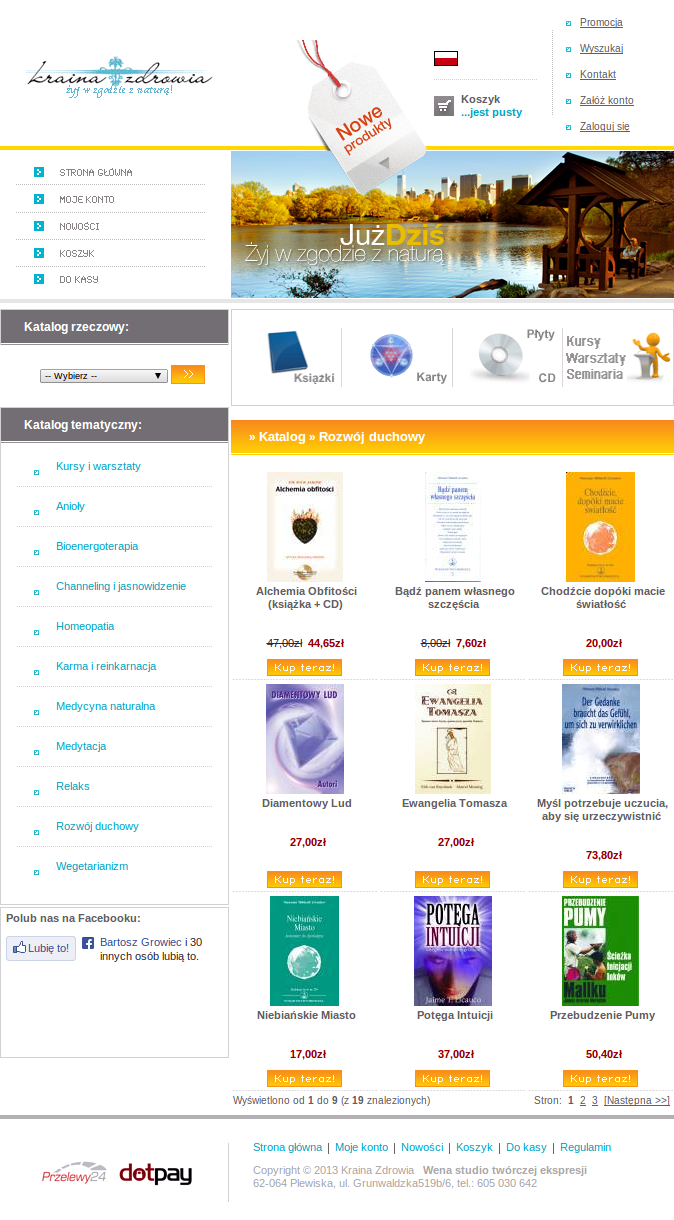 Promocja
Wyszukaj
Kontakt
Załóż konto
Zaloguj się
kraina zdrowia
żyj w zgodzie z naturą!
Nowe
produkty
Koszyk
...jest pusty
STRONA GŁÓWNA
MOJE KONTO
NOWOŚCI
KOSZYK
DO KASY
JużDziś
Żyj w zgodzie z naturą
Katalog rzeczowy:
-- Wybierz --
>>
Książki
Karty
Płyty
CD
Kursy
Warsztaty
Seminaria
Katalog tematyczny:
Kursy i warsztaty
Anioły
Bioenergoterapia
Channeling i jasnowidzenie
Homeopatia
Karma i reinkarnacja
Medycyna naturalna
Medytacja
Relaks
Rozwój duchowy
Wegetarianizm
Polub nas na Facebooku:
Lubię to!
Bartosz Growiec i 30
innych osób lubią to.
» Katalog » Rozwój duchowy
Alchemia obfitości
Bądź panem
własnego szczęścia
Chodźcie,
dopóki macie
światłość
Alchemia Obfitości
(książka + CD)
Bądź panem własnego
szczęścia
Chodźcie dopóki macie
światłość
47,00zł 44,65zł
8,00zł 7,60zł
20,00zł
Kup teraz!
Kup teraz!
Kup teraz!
DIAMENTOWY LUD
Autori
EWANGELIA
TOMASZA
Der Gedanke
braucht das Gefühl,
um sich zu verwirklichen
Diamentowy Lud
Ewangelia Tomasza
Myśl potrzebuje uczucia,
aby się urzeczywistnić
27,00zł
27,00zł
73,80zł
Kup teraz!
Kup teraz!
Kup teraz!
Niebiańskie
Miasto
POTĘGA
INTUICJI
Jaime T. Licauco
PRZEBUDZENIE
PUMY
Ścieżka
Inicjacji
Inków
Mallku
Niebiańskie Miasto
Potęga Intuicji
Przebudzenie Pumy
17,00zł
37,00zł
50,40zł
Kup teraz!
Kup teraz!
Kup teraz!
Wyświetlono od 1 do 9 (z 19 znalezionych)
Stron: 1 2 3 [Następna >>]
Przelewy24
dotpay
Strona główna | Moje konto | Nowości | Koszyk | Do kasy | Regulamin
Copyright © 2013 Kraina Zdrowia Wena studio twórczej ekspresji
62-064 Plewiska, ul. Grunwaldzka519b/6, tel.: 605 030 642